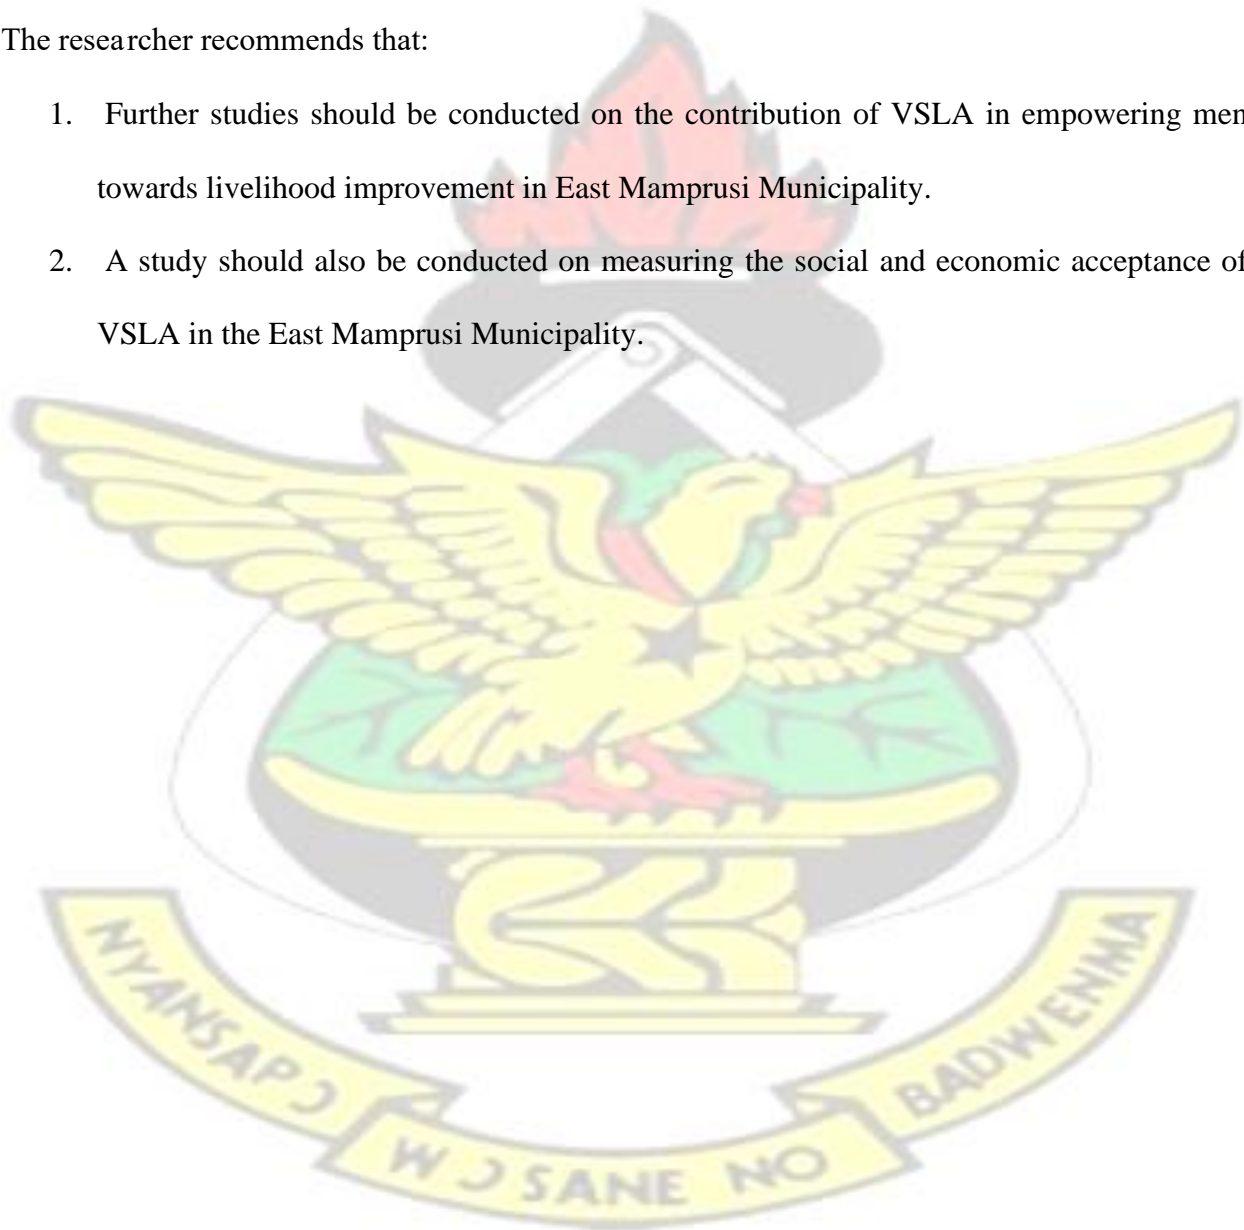 The researcher recommends that:
1. Further studies should be conducted on the contribution of VSLA in empowering men
towards livelihood improvement in East Mamprusi Municipality.
2. A study should also be conducted on measuring the social and economic acceptance of
VSLA in the East Mamprusi Municipality.
NYANSAPƆ
WƆSANE NO
BADWENMA